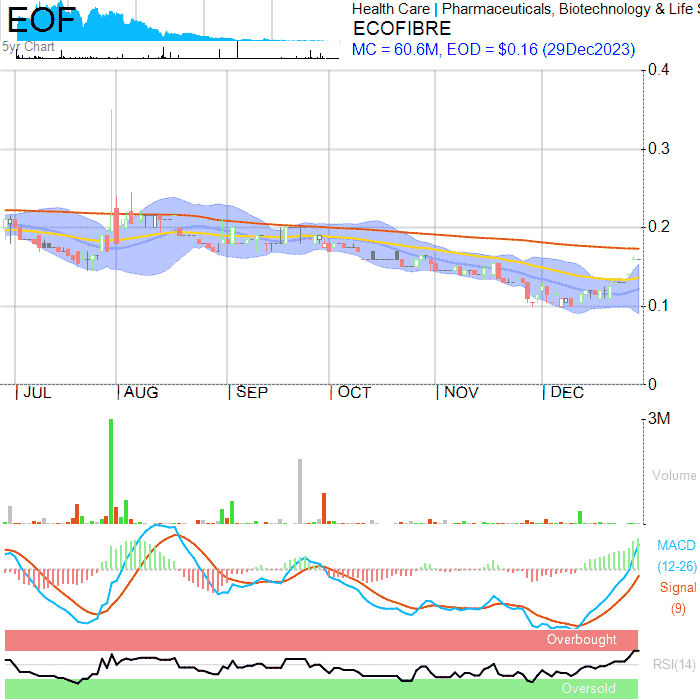 EOF
5yr Chart
Health Care | Pharmaceuticals, Biotechnology & Life S
ECOFIBRE
MC = 60.6M, EOD = $0.16 (29Dec2023)
0.4
0.3
0.2
0.1
0
JUL AUG SEP OCT NOV DEC
3M
Volume
MACD
(12-26)
Signal
(9)
Overbought
RSI(14)
Oversold